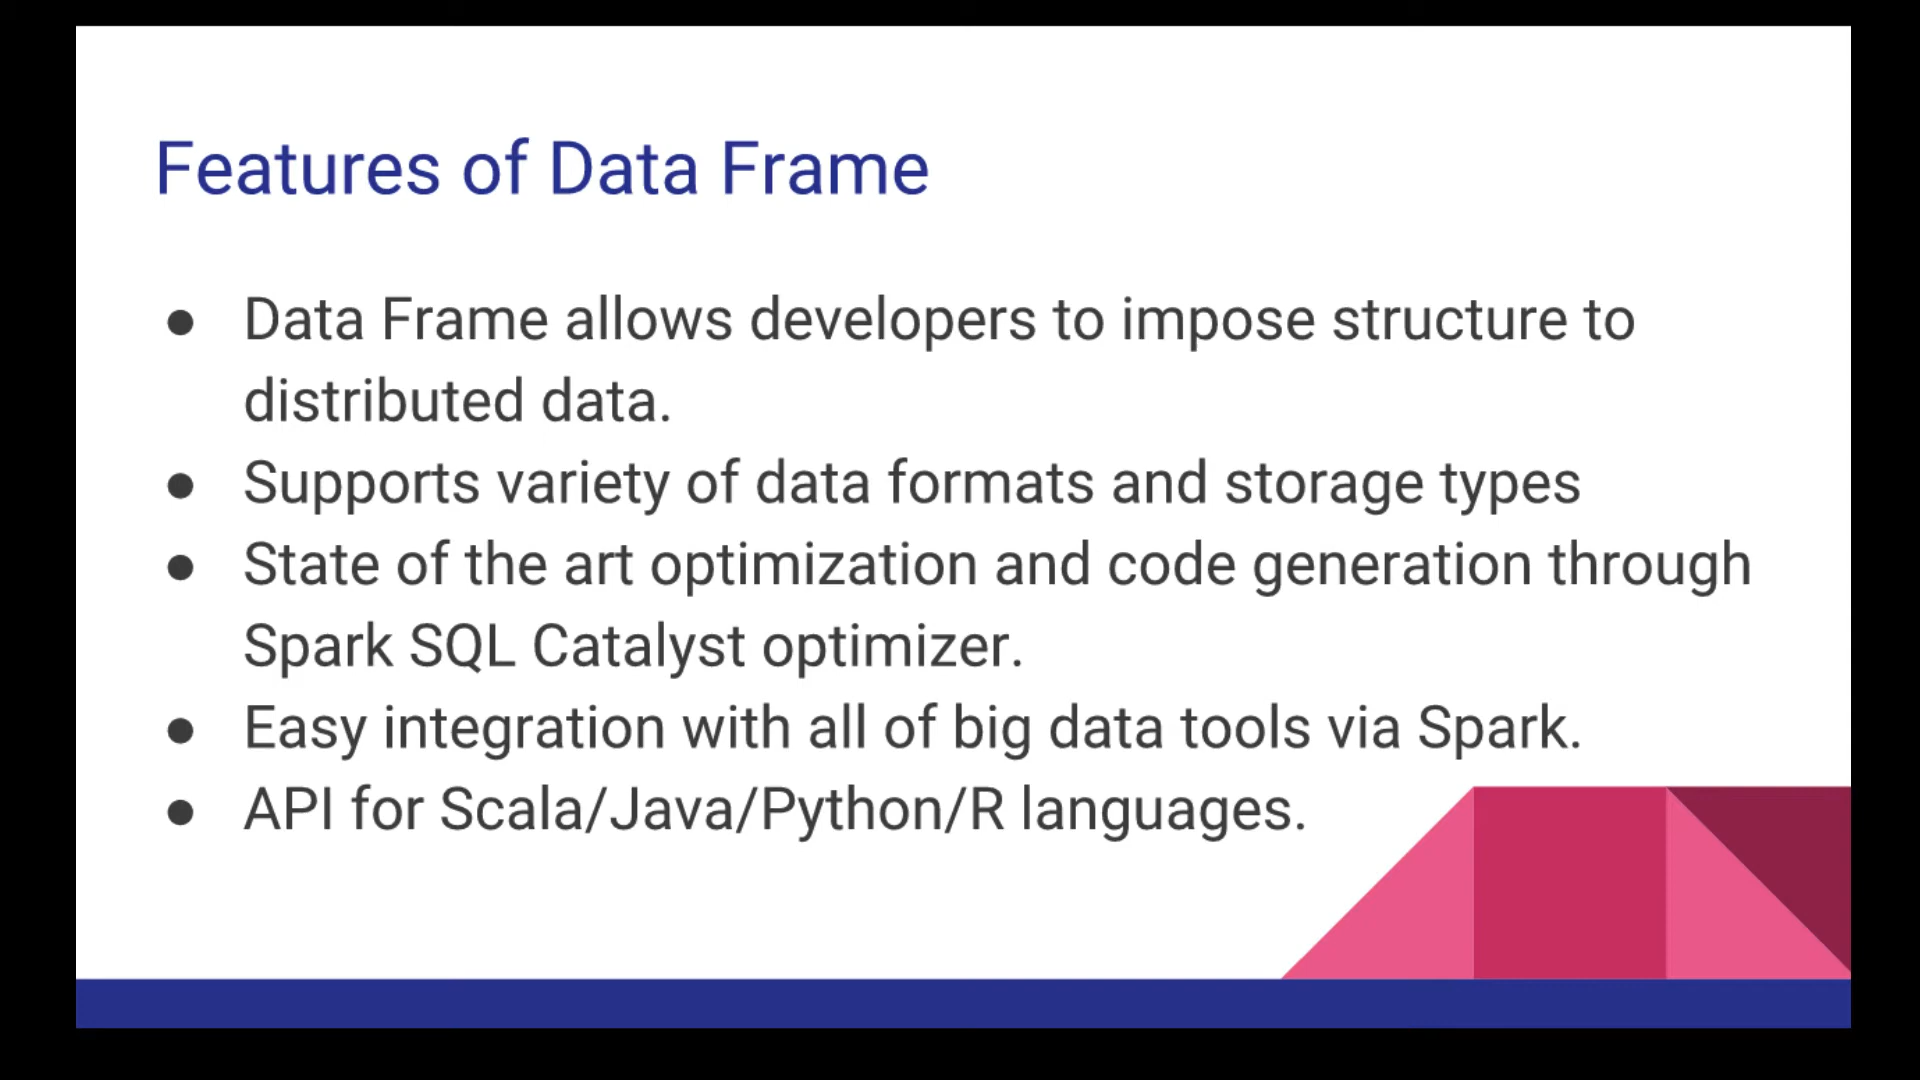 Features of Data Frame
● Data Frame allows developers to impose structure to
distributed data.
● Supports variety of data formats and storage types
● State of the art optimization and code generation through
Spark SQL Catalyst optimizer.
● Easy integration with all of big data tools via Spark.
● API for Scala/Java/Python/R languages.